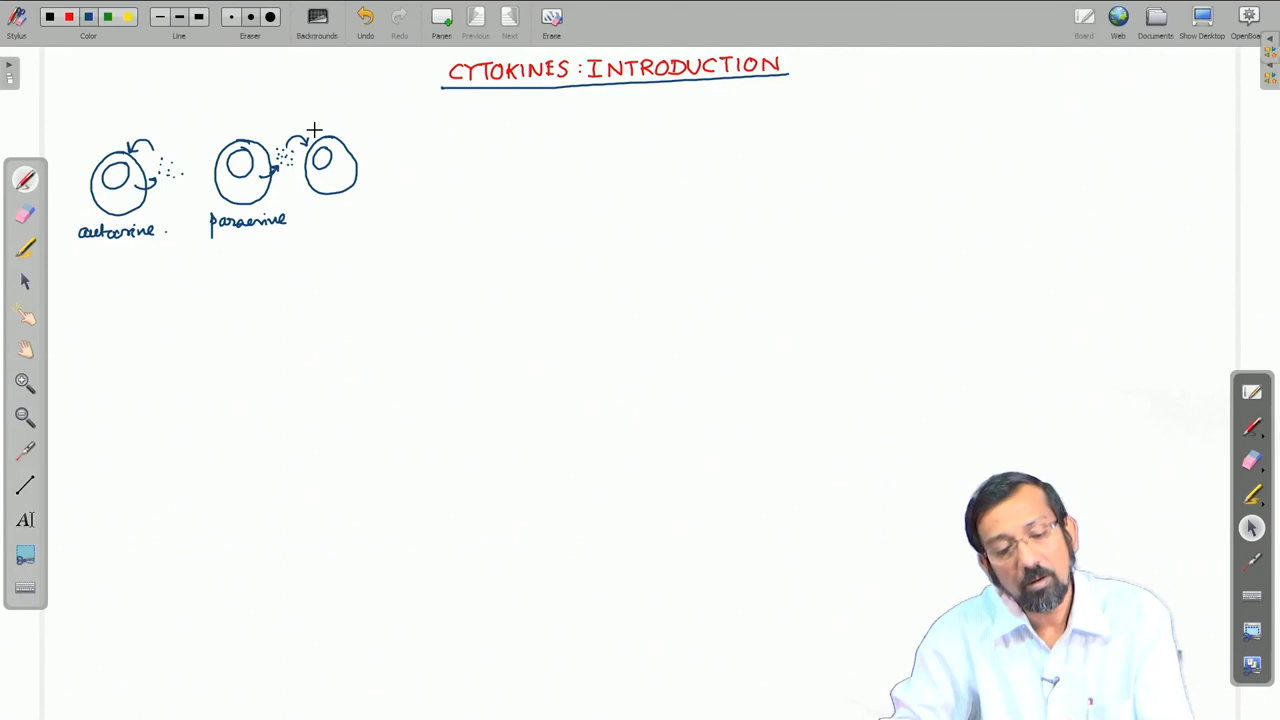 Stylus
Color
Line
Eraser
Backgrounds
Undo
Redo
Pages
Previous
Next
Erase
Board
Web
Documents
Show Desktop
OpenBoard
CYTOKINES : INTRODUCTION
autocrine .
paracrine